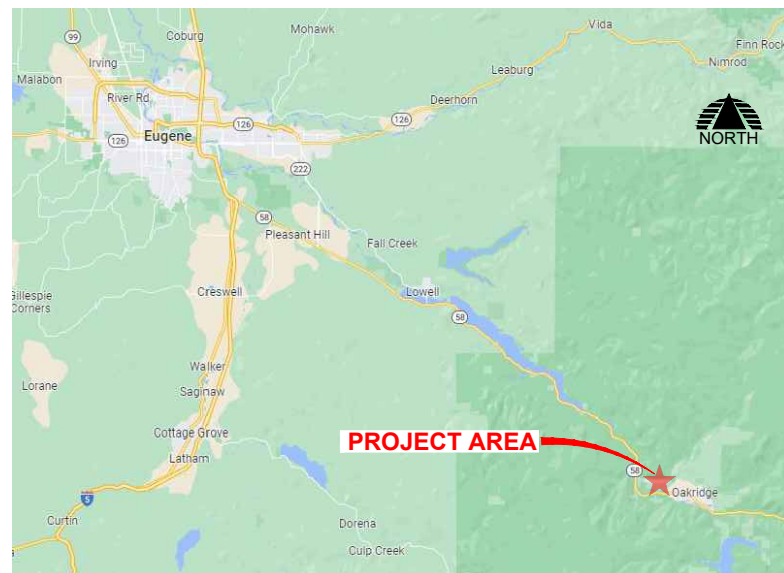 Mohawk
Vida
99
Coburg
Finn Rock
Irving
Nimrod
Malabon
Leaburg
River Rd
Deerhorn
126
126
Eugene
126
NORTH
222
58
Pleasant Hill
Fall Creek
Gillespie
Corners
Creswell
Lowell
58
Walker
Lorane
Saginaw
Cottage Grove
PROJECT AREA
Latham
58
Oakridge
5
Curtin
Dorena
Culp Creek